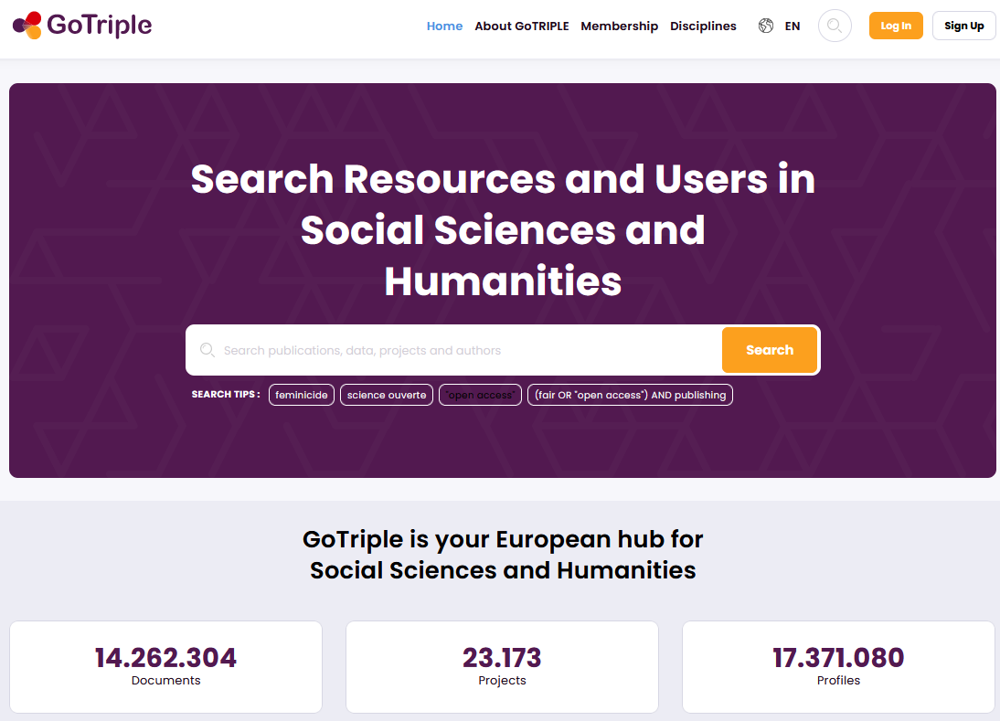 GoTriple
Home About GoTRIPLE Membership Disciplines EN Log In Sign Up
Search Resources and Users in
Social Sciences and
Humanities
Search publications, data, projects and authors
Search
SEARCH TIPS : feminicide science ouverte "open access" (fair OR "open access") AND publishing
GoTriple is your European hub for
Social Sciences and Humanities
14.262.304
Documents
23.173
Projects
17.371.080
Profiles